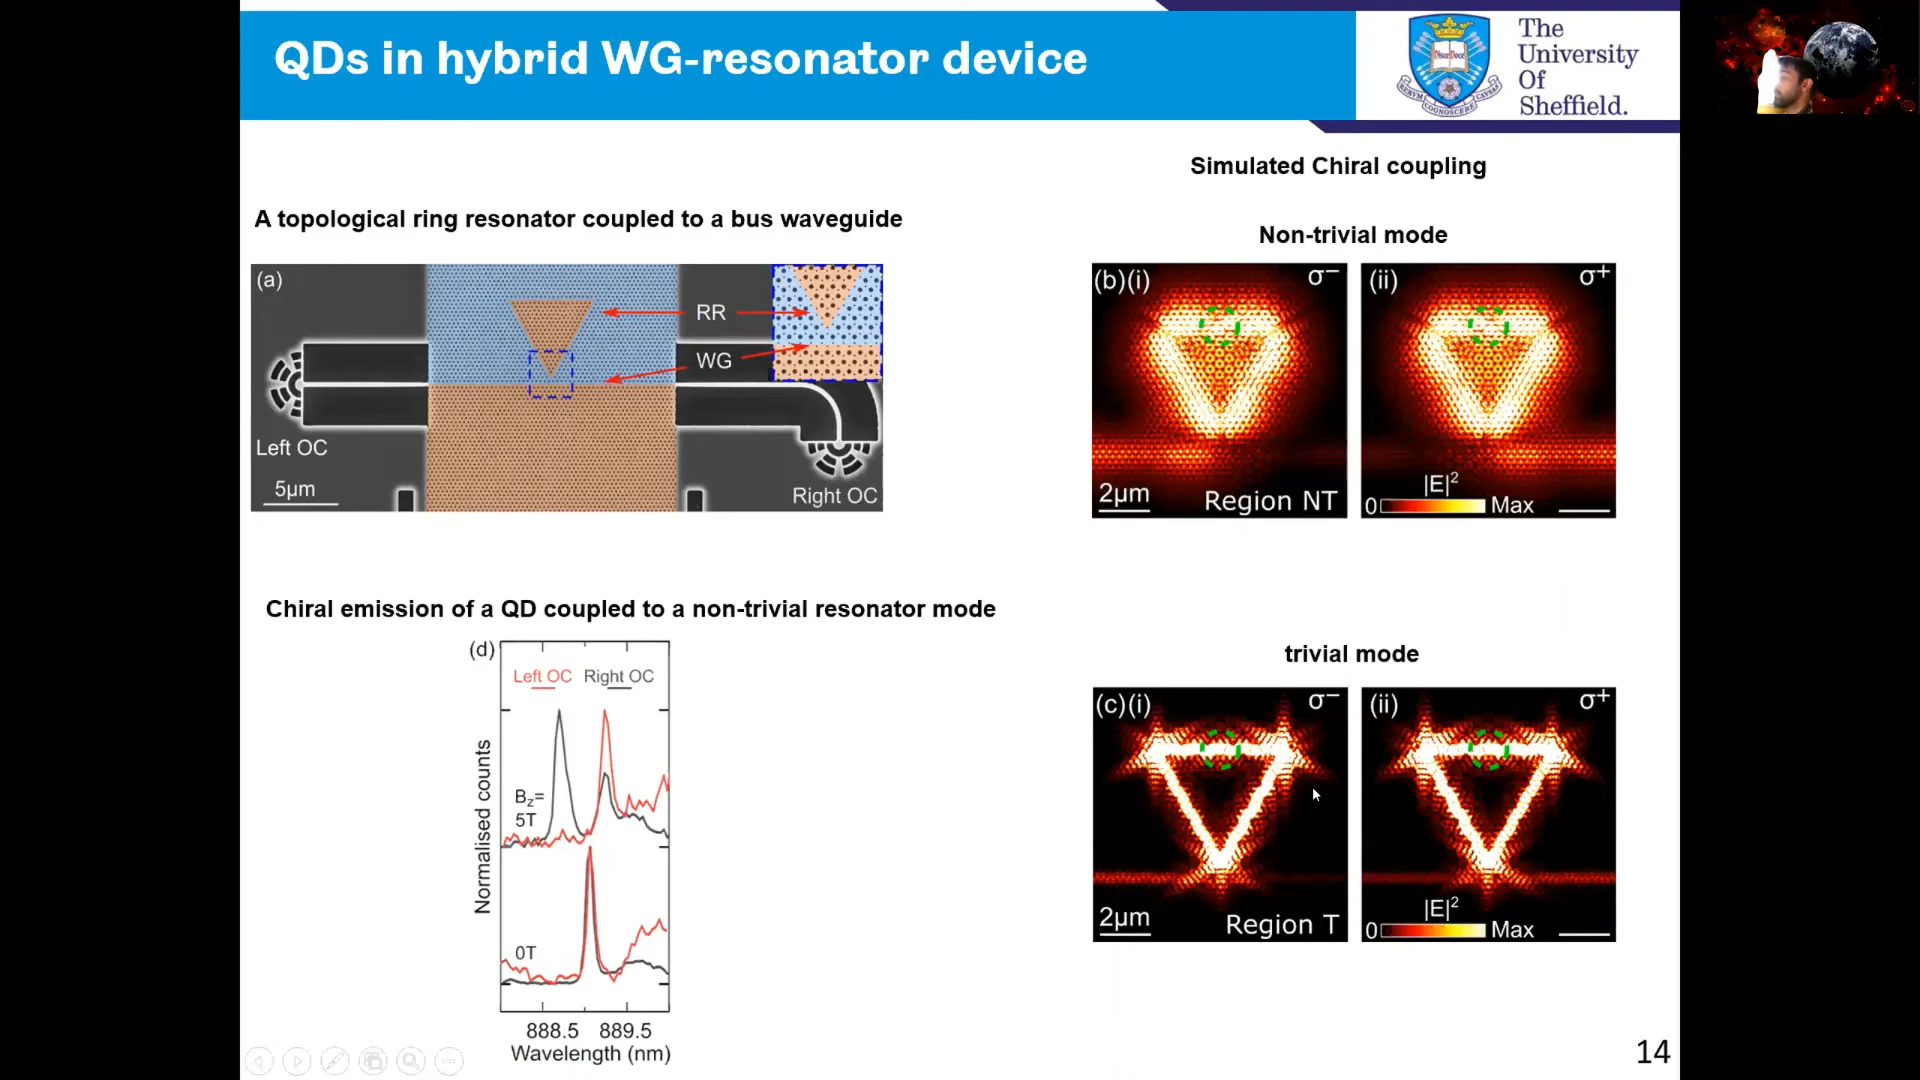 QDs in hybrid WG-resonator device
The
University
Of
Sheffield.
Simulated Chiral coupling
A topological ring resonator coupled to a bus waveguide
Non-trivial mode
(a)
RR
WG
Left OC
5μm
Right OC
(b)(i)
σ−
2μm
Region NT
(ii)
σ+
|E|²
0
Max
Chiral emission of a QD coupled to a non-trivial resonator mode
(d)
Left OC Right OC
Normalised counts
Bz=
5T
0T
888.5 889.5
Wavelength (nm)
trivial mode
(c)(i)
σ−
2μm
Region T
(ii)
σ+
|E|²
0
Max
14